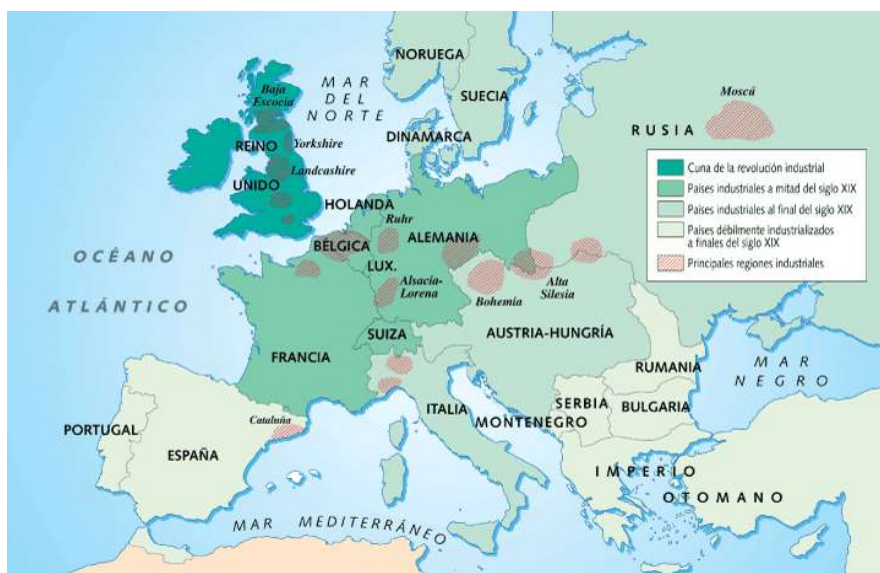 NORUEGA
SUECIA
MAR
DEL
NORTE
Baja
Escocia
Moscú
RUSIA
DINAMARCA
REINO
Yorkshire
UNIDO
Landcashire
HOLANDA
Ruhr
BÉLGICA
ALEMANIA
LUX.
Alsacia-
Lorena
Bohemia
Alta
Silesia
OCÉANO
ATLÁNTICO
Cuna de la revolución industrial
Países industriales a mitad del siglo XIX
Países industriales al final del siglo XIX
Países débilmente industrializados
a finales del siglo XIX
Principales regiones industriales
SUIZA
AUSTRIA-HUNGRÍA
FRANCIA
RUMANIA
MAR
NEGRO
SERBIA
BULGARIA
ITALIA
MONTENEGRO
Cataluña
PORTUGAL
ESPAÑA
IMPERIO
OTOMANO
MAR MEDITERRÁNEO